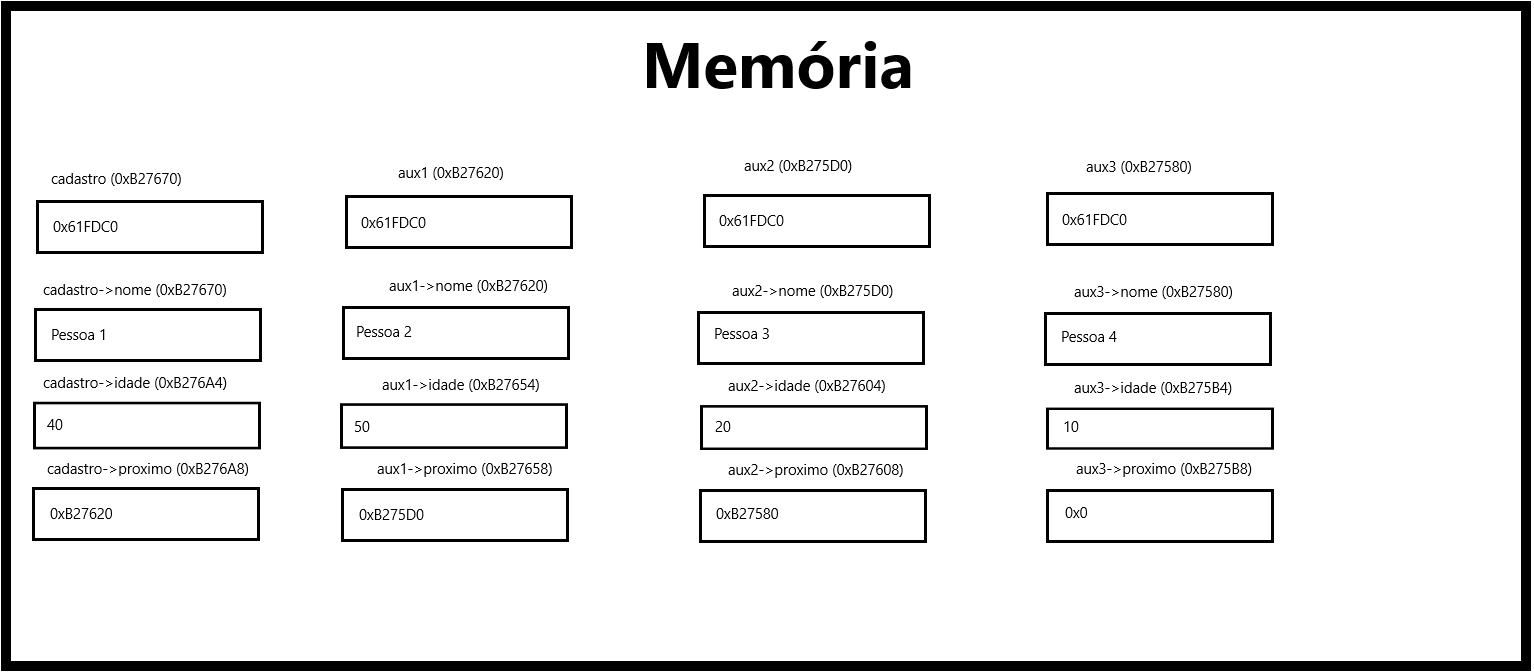 Memória
cadastro (0xB27670)
0x61FDC0
cadastro->nome (0xB27670)
Pessoa 1
cadastro->idade (0xB276A4)
40
cadastro->proximo (0xB276A8)
0xB27620
aux1 (0xB27620)
0x61FDC0
aux1->nome (0xB27620)
Pessoa 2
aux1->idade (0xB27654)
50
aux1->proximo (0xB27658)
0xB275D0
aux2 (0xB275D0)
0x61FDC0
aux2->nome (0xB275D0)
Pessoa 3
aux2->idade (0xB27604)
20
aux2->proximo (0xB27608)
0xB27580
aux3 (0xB27580)
0x61FDC0
aux3->nome (0xB27580)
Pessoa 4
aux3->idade (0xB275B4)
10
aux3->proximo (0xB275B8)
0x0